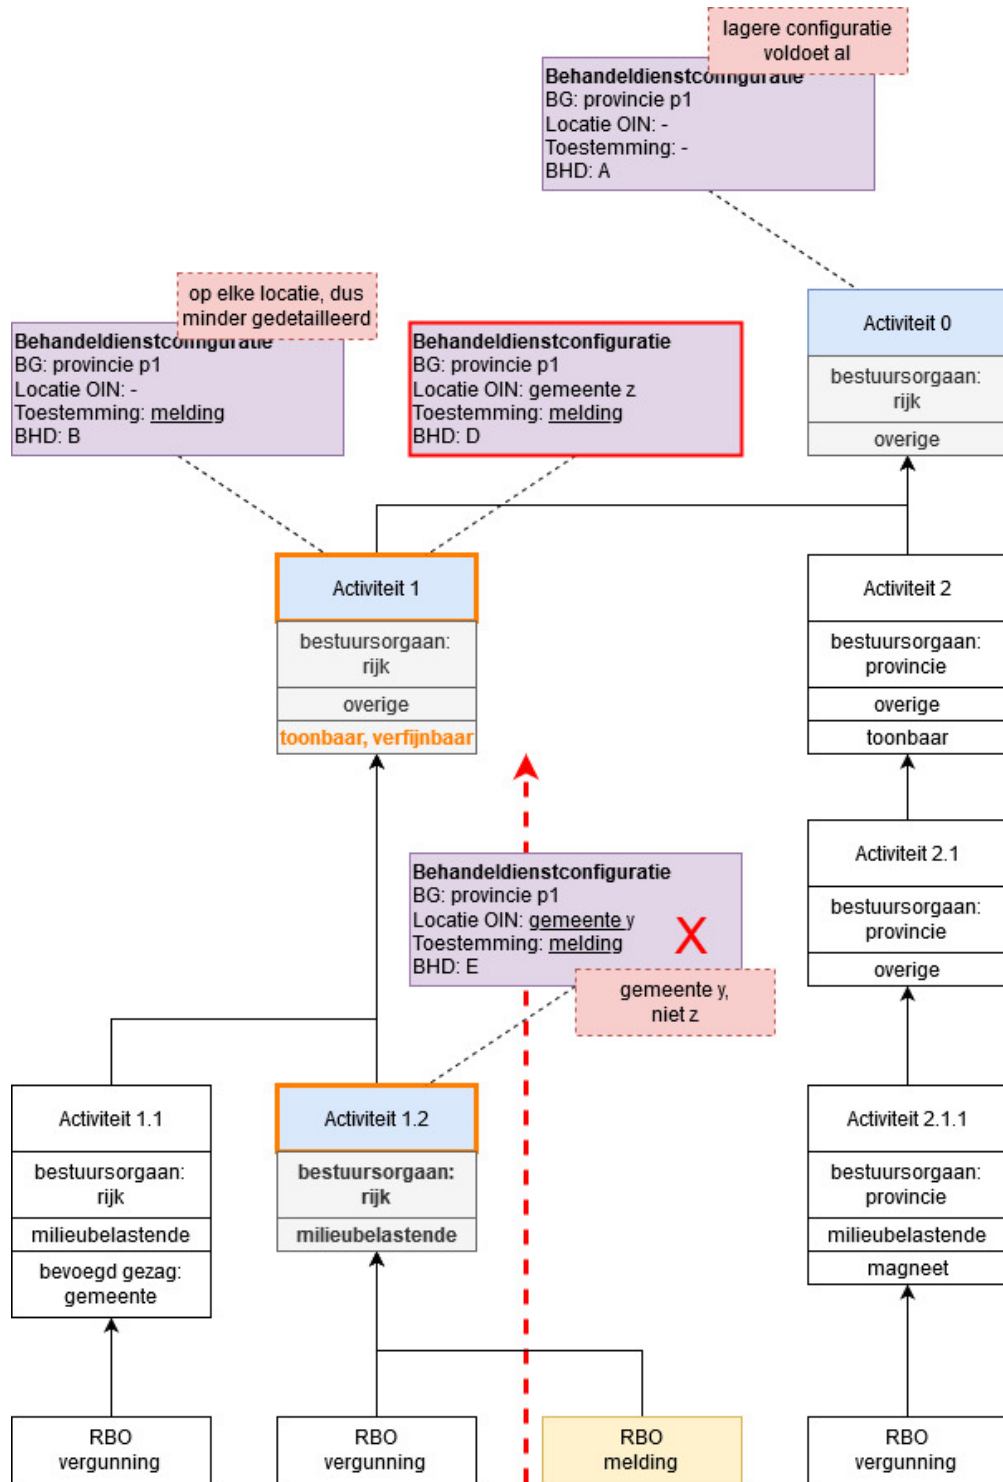 lagere configuratie
voldoet al
Behandeldienstconfiguratie
BG: provincie p1
Locatie OIN: -
Toestemming: -
BHD: A
op elke locatie, dus
minder gedetailleerd
Behandeldienstconfiguratie
BG: provincie p1
Locatie OIN: -
Toestemming: melding
BHD: B
Behandeldienstconfiguratie
BG: provincie p1
Locatie OIN: gemeente z
Toestemming: melding
BHD: D
Activiteit 0
bestuursorgaan:
rijk
overige
Activiteit 1
bestuursorgaan:
rijk
overige
toonbaar, verfijnbaar
Activiteit 2
bestuursorgaan:
provincie
overige
toonbaar
Behandeldienstconfiguratie
BG: provincie p1
Locatie OIN: gemeente y
Toestemming: melding
BHD: E
X
gemeente y,
niet z
Activiteit 2.1
bestuursorgaan:
provincie
overige
Activiteit 1.1
bestuursorgaan:
rijk
milieubelastende
bevoegd gezag:
gemeente
Activiteit 1.2
bestuursorgaan:
rijk
milieubelastende
Activiteit 2.1.1
bestuursorgaan:
provincie
milieubelastende
magneet
RBO
vergunning
RBO
vergunning
RBO
melding
RBO
vergunning